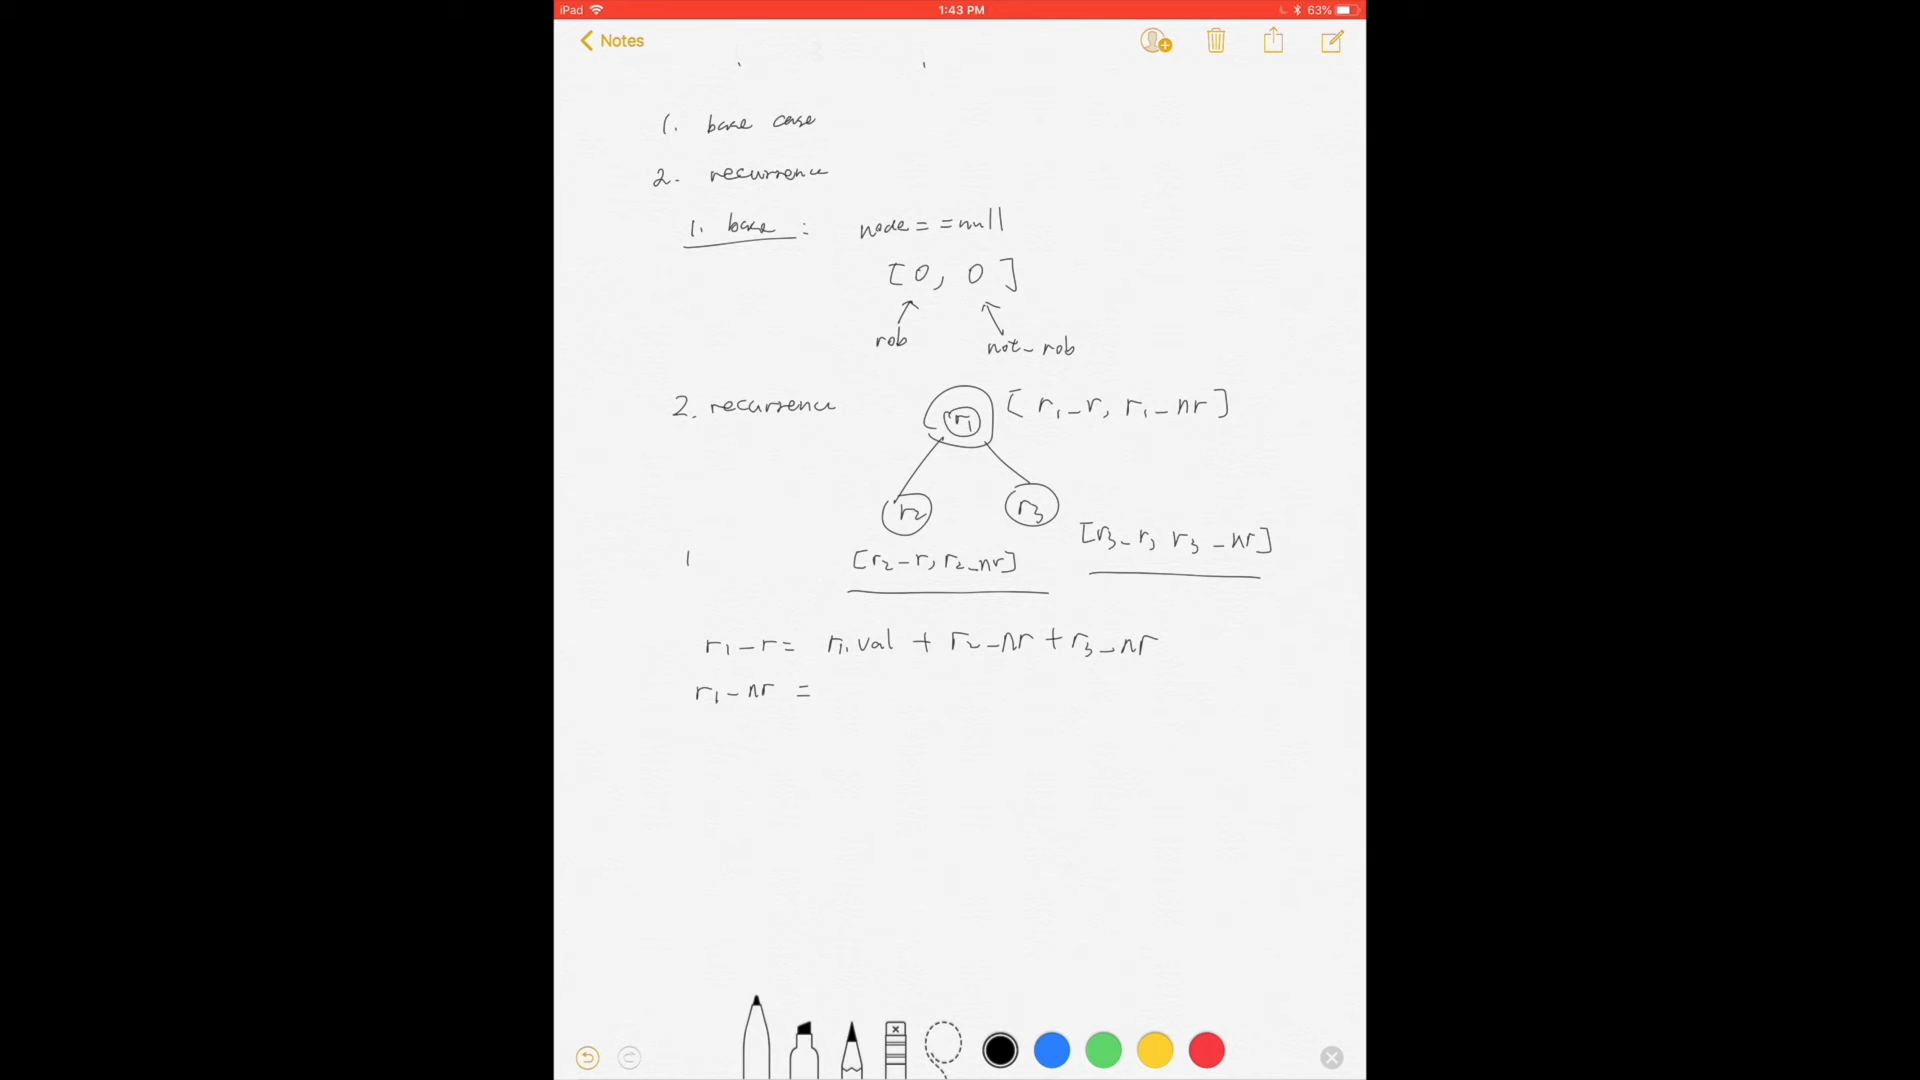 iPad 1:43 PM 63%
Notes
1. base case
2. recurrence
1. base : node = = null
[0, 0]
rob not_rob
2. recurrence r1 [r1_r, r1_nr]
r2 r3
1 [r2_r, r2_nr] [r3_r, r3_nr]
r1_r = r1.val + r2_nr + r3_nr
r1_nr =